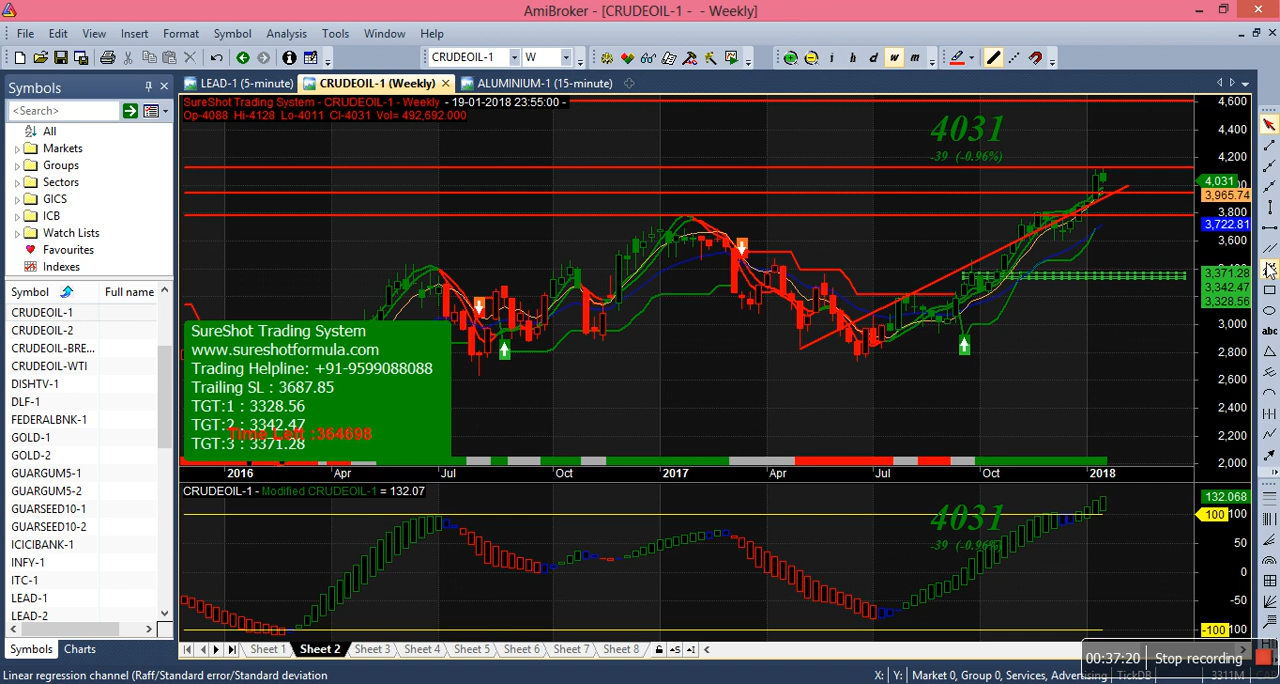 AmiBroker - [CRUDEOIL-1 - - Weekly]
File Edit View Insert Format Symbol Analysis Tools Window Help
CRUDEOIL-1 W i h d w m
Symbols
LEAD-1 (5-minute) CRUDEOIL-1 (Weekly) ALUMINIUM-1 (15-minute)
<Search>
All
Markets
Groups
Sectors
GICS
ICB
Watch Lists
Favourites
Indexes
Symbol Full name
CRUDEOIL-1
CRUDEOIL-2
CRUDEOIL-BRE...
CRUDEOIL-WTI
DISHTV-1
DLF-1
FEDERALBNK-1
GOLD-1
GOLD-2
GUARGUM5-1
GUARGUM5-2
GUARSEED10-1
GUARSEED10-2
ICICIBANK-1
INFY-1
ITC-1
LEAD-1
LEAD-2
Symbols Charts
SureShot Trading System - CRUDEOIL-1 - Weekly - 19-01-2018 23:55:00 -
Op-4088 Hi-4128 Lo-4011 Cl-4031 Vol= 492,692.000
4031
-39 (-0.96%)
4,600
4,400
4,200
4,031
3,965.74
3,800
3,722.81
3,600
3,371.28
3,342.47
3,328.56
3,000
2,800
2,600
2,400
2,200
2,000
SureShot Trading System
www.sureshotformula.com
Trading Helpline: +91-9599088088
Trailing SL : 3687.85
TGT:1 : 3328.56
TGT:2 : 3342.47
Time Left :364698
TGT:3 : 3371.28
2016 Apr Jul Oct 2017 Apr Jul Oct 2018
CRUDEOIL-1 - Modified CRUDEOIL-1 = 132.07
4031
-39 (-0.96%)
132.068
100 100
50
0
-50
-100 100
abc
Sheet 1 Sheet 2 Sheet 3 Sheet 4 Sheet 5 Sheet 6 Sheet 7 Sheet 8
00:37:20 Stop recording
Linear regression channel (Raff/Standard error/Standard deviation
X: Y: Market 0, Group 0, Services, Advertising TickDB 3311M